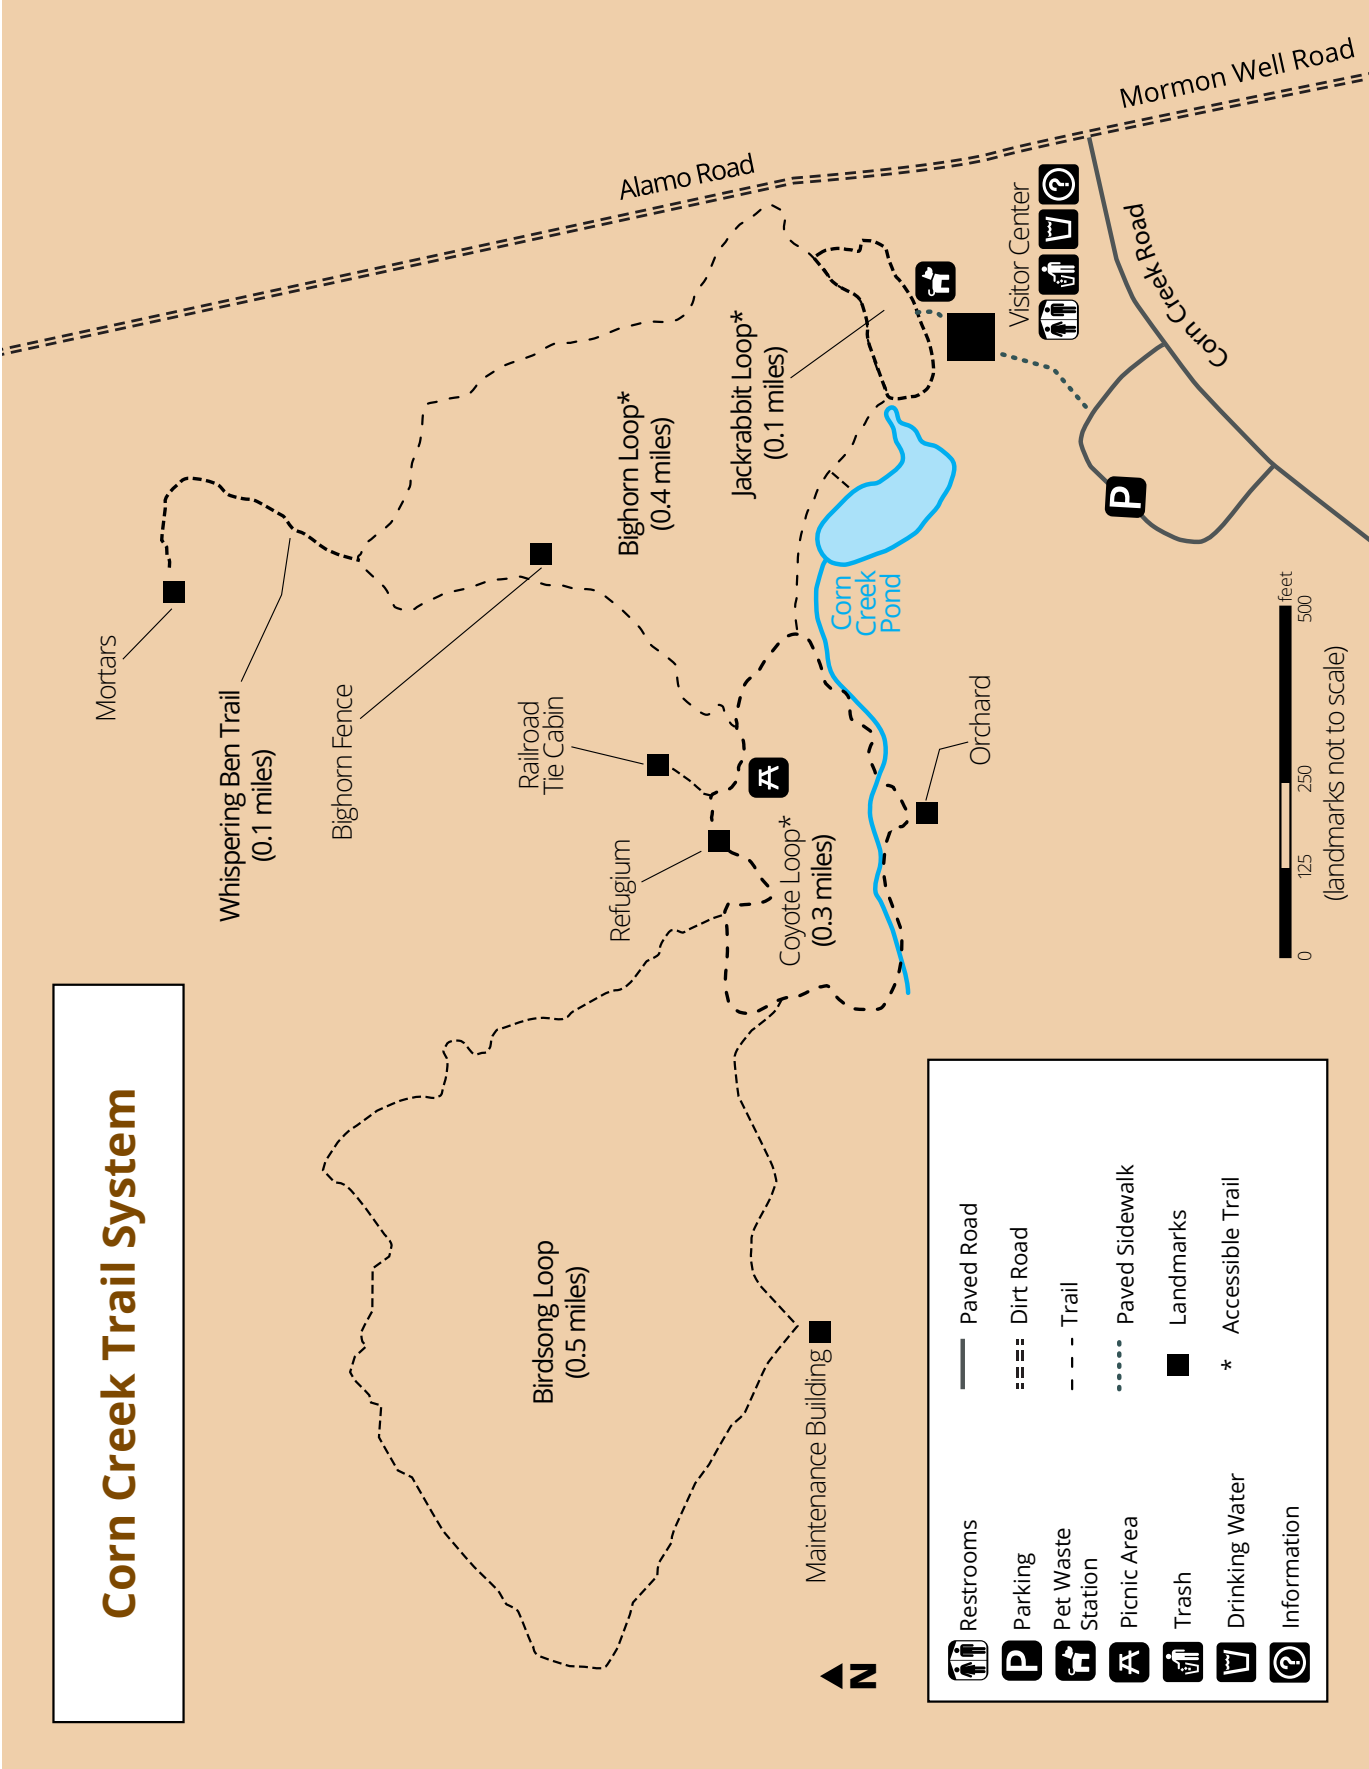 Corn Creek Trail System
Mortars
Whispering Ben Trail
(0.1 miles)
Bighorn Fence
Railroad
Tie Cabin
Refugium
Bighorn Loop*
(0.4 miles)
Jackrabbit Loop*
(0.1 miles)
Coyote Loop*
(0.3 miles)
Birdsong Loop
(0.5 miles)
Maintenance Building
Corn
Creek
Pond
Orchard
Alamo Road
Mormon Well Road
Corn Creek Road
Visitor Center
?
P
N
Restrooms
P Parking
Pet Waste
Station
Picnic Area
Trash
Drinking Water
? Information
Paved Road
Dirt Road
Trail
Paved Sidewalk
Landmarks
* Accessible Trail
0 125 250 500 feet
(landmarks not to scale)